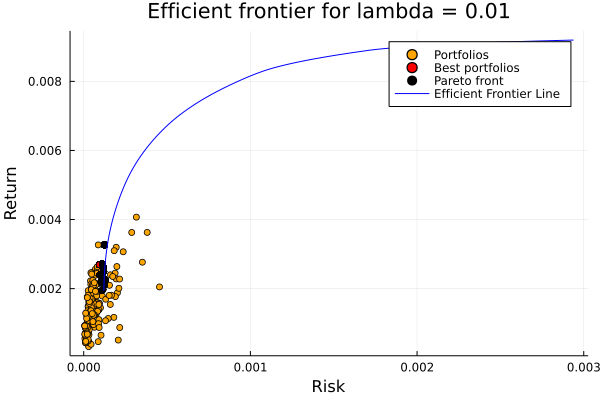 Efficient frontier for lambda = 0.01
Portfolios
Best portfolios
Pareto front
Efficient Frontier Line
Return
0.008
0.006
0.004
0.002
0.000
0.001
0.002
0.003
Risk